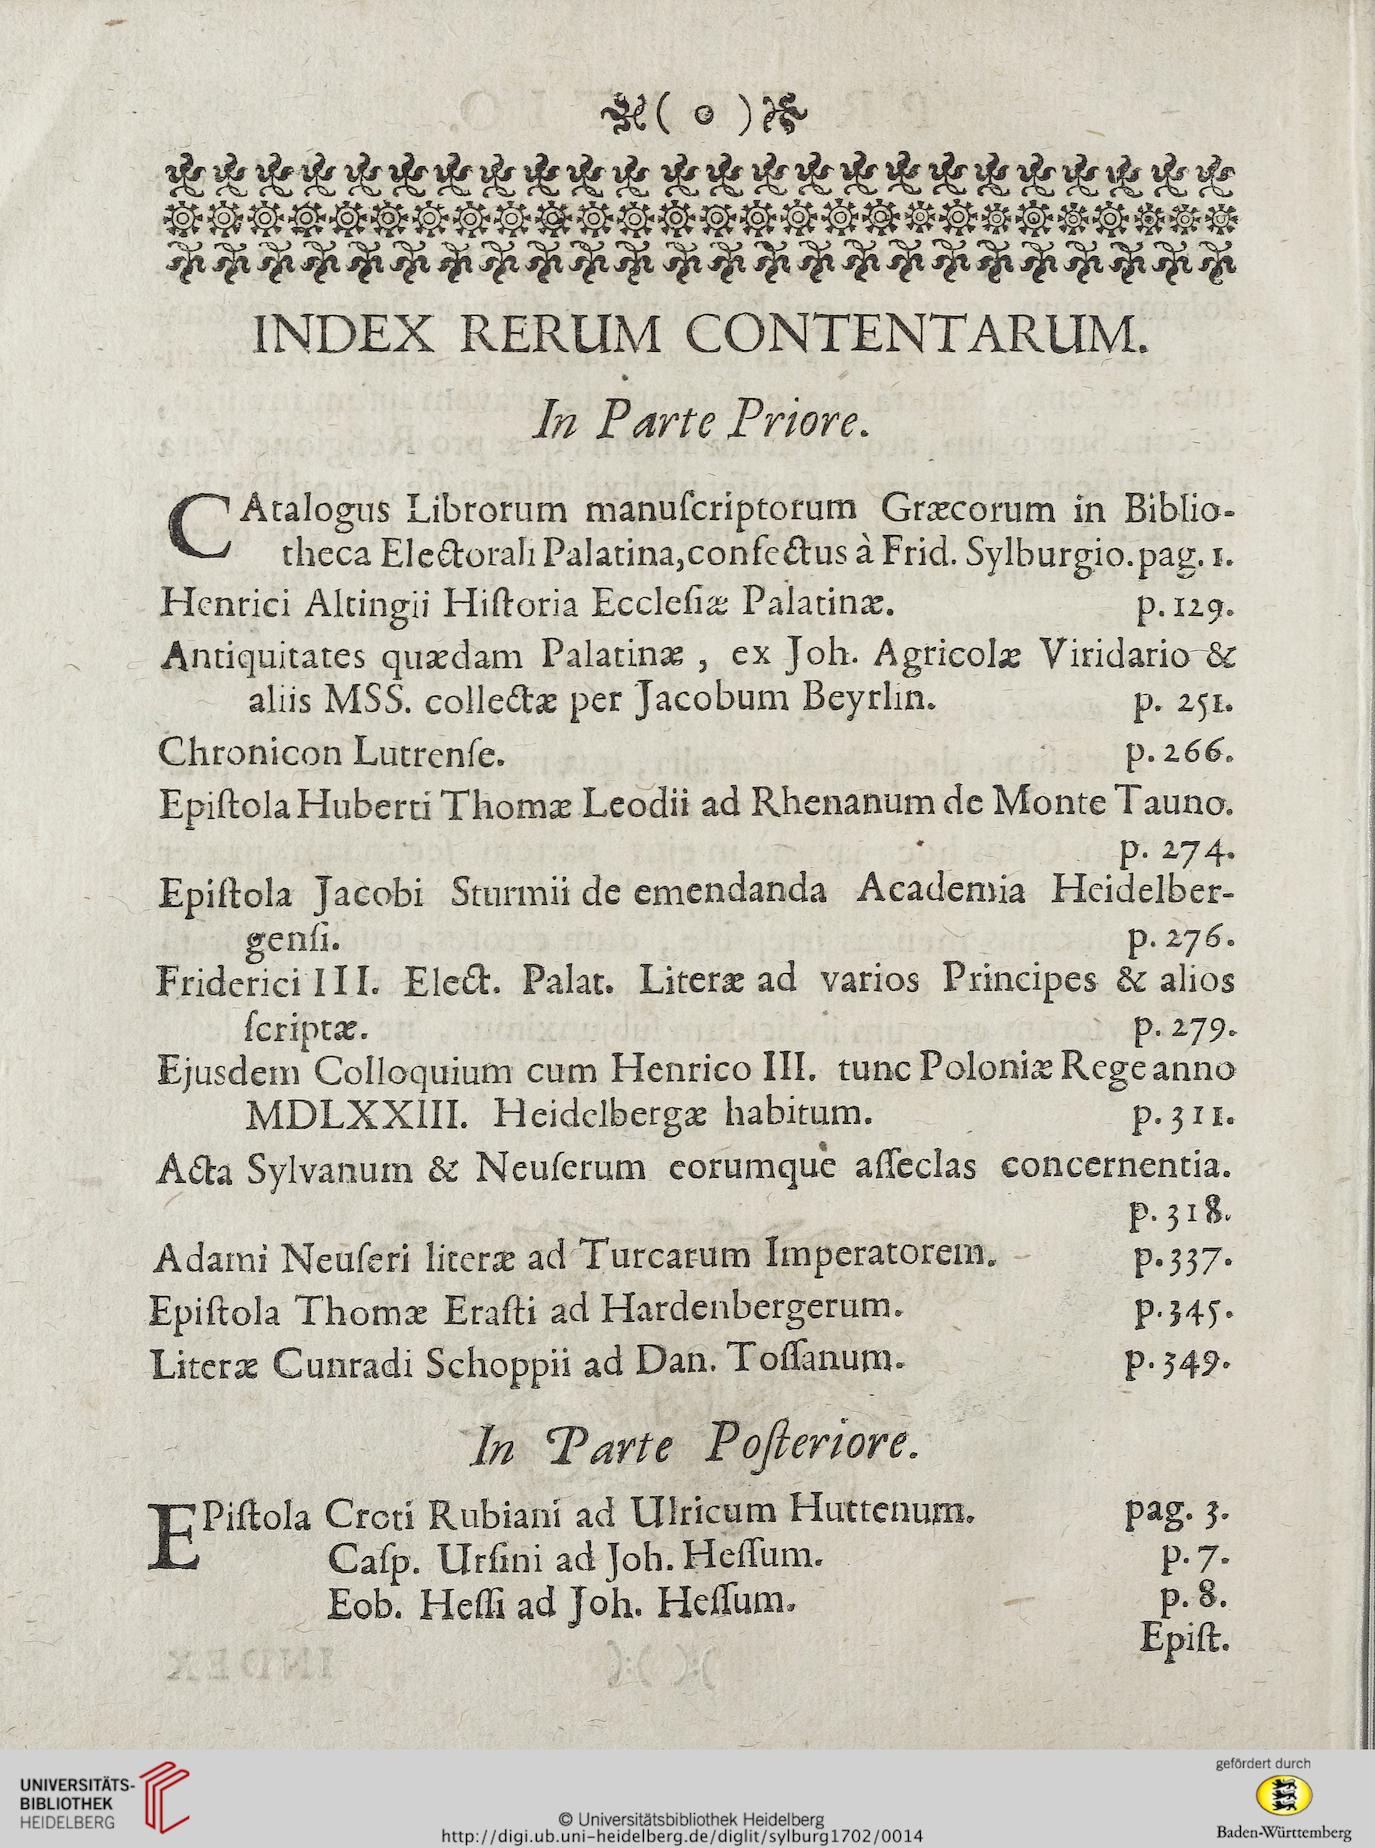 ( o )
INDEX RERUM CONTENTARUM.
In Parte Priore.
CAtalogus Librorum manuſcriptorum Græcorum in Biblio-
theca Electorali Palatina, confectus à Frid. Sylburgio. pag. 1.
Henrici Altingii Hiſtoria Eccleſiæ Palatinæ. p. 129.
Antiquitates quædam Palatinæ, ex Joh. Agricolæ Viridario &
aliis MSS. collectæ per Jacobum Beyrlin. p. 251.
Chronicon Lutrenſe. p. 266.
Epiſtola Huberti Thomæ Leodii ad Rhenanum de Monte Tauno.
p. 274.
Epiſtola Jacobi Sturmii de emendanda Academia Heidelber-
genſi. p. 276.
Friderici III. Elect. Palat. Literæ ad varios Principes & alios
ſcriptæ. p. 279.
Ejusdem Colloquium cum Henrico III. tunc Poloniæ Rege anno
MDLXXIII. Heidelbergæ habitum. p. 311.
Acta Sylvanum & Neuſerum eorumque aſſeclas concernentia.
p. 318.
Adami Neuſeri literæ ad Turcarum Imperatorem. p. 337.
Epiſtola Thomæ Eraſti ad Hardenbergerum. p. 345.
Literæ Cunradi Schoppii ad Dan. Toſſanum. p. 349.
In Parte Poſteriore.
EPiſtola Croti Rubiani ad Ulricum Huttenum. pag. 3.
Caſp. Urſini ad Joh. Heſſum. p. 7.
Eob. Heſſi ad Joh. Heſſum. p. 8.
Epiſt.
UNIVERSITÄTS-
BIBLIOTHEK
HEIDELBERG
© Universitätsbibliothek Heidelberg
http://digi.ub.uni-heidelberg.de/diglit/sylburg1702/0014
gefördert durch
Baden-Württemberg